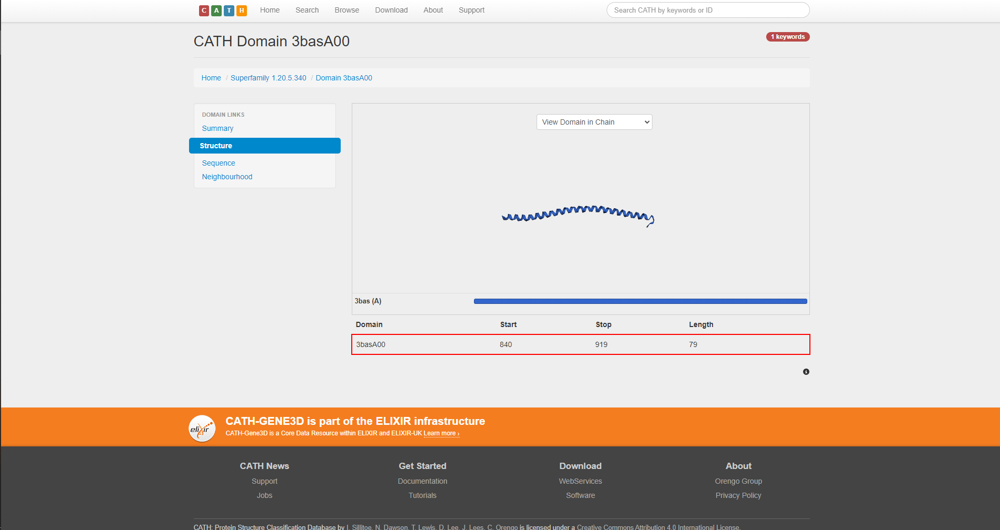 C A T H Home Search Browse Download About Support Search CATH by keywords or ID
CATH Domain 3basA00 1 keywords
Home / Superfamily 1.20.5.340 / Domain 3basA00
DOMAIN LINKS
Summary
Structure
Sequence
Neighbourhood
View Domain in Chain
3bas (A)
Domain Start Stop Length
3basA00 840 919 79
elixir
CATH-GENE3D is part of the ELIXIR infrastructure
CATH-Gene3D is a Core Data Resource within ELIXIR and ELIXIR-UK Learn more ›
CATH News Get Started Download About
Support Documentation WebServices Orengo Group
Jobs Tutorials Software Privacy Policy
CATH: Protein Structure Classification Database by I. Sillitoe, N. Dawson, T. Lewis, D. Lee, J. Lees, C. Orengo is licensed under a Creative Commons Attribution 4.0 International License.